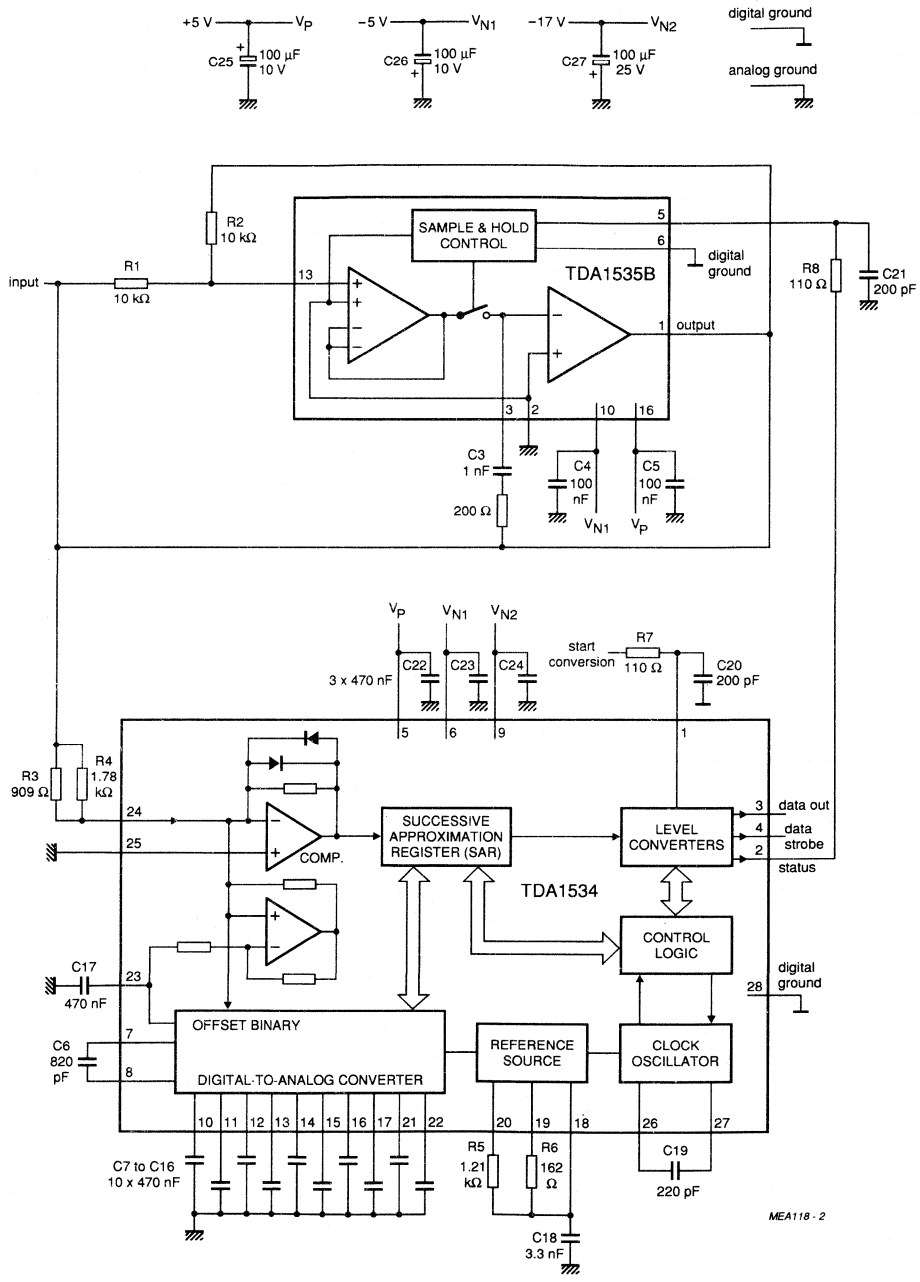 +5 V
VP
C25
+
100 µF
10 V
−5 V
VN1
C26
+
100 µF
10 V
−17 V
VN2
C27
+
100 µF
25 V
digital ground
analog ground
R2
10 kΩ
input
R1
10 kΩ
13
SAMPLE & HOLD
CONTROL
5
6
digital
ground
TDA1535B
R8
110 Ω
C21
200 pF
+
+
−
−
−
+
1
output
3
2
10
16
C3
1 nF
200 Ω
C4
100
nF
VN1
C5
100
nF
VP
VP
VN1
VN2
3 x 470 nF
C22
C23
C24
5
6
9
start
conversion
R7
110 Ω
C20
200 pF
1
R3
909 Ω
R4
1.78
kΩ
24
25
−
+
COMP.
SUCCESSIVE
APPROXIMATION
REGISTER (SAR)
LEVEL
CONVERTERS
3
data out
4
data
strobe
2
status
TDA1534
+
−
CONTROL
LOGIC
C17
470 nF
23
digital
ground
28
C6
820
pF
7
8
OFFSET BINARY
DIGITAL-TO-ANALOG CONVERTER
REFERENCE
SOURCE
CLOCK
OSCILLATOR
10
11
12
13
14
15
16
17
21
22
20
19
18
26
27
C7 to C16
10 x 470 nF
R5
1.21
kΩ
R6
162
Ω
C18
3.3 nF
C19
220 pF
MEA118 - 2